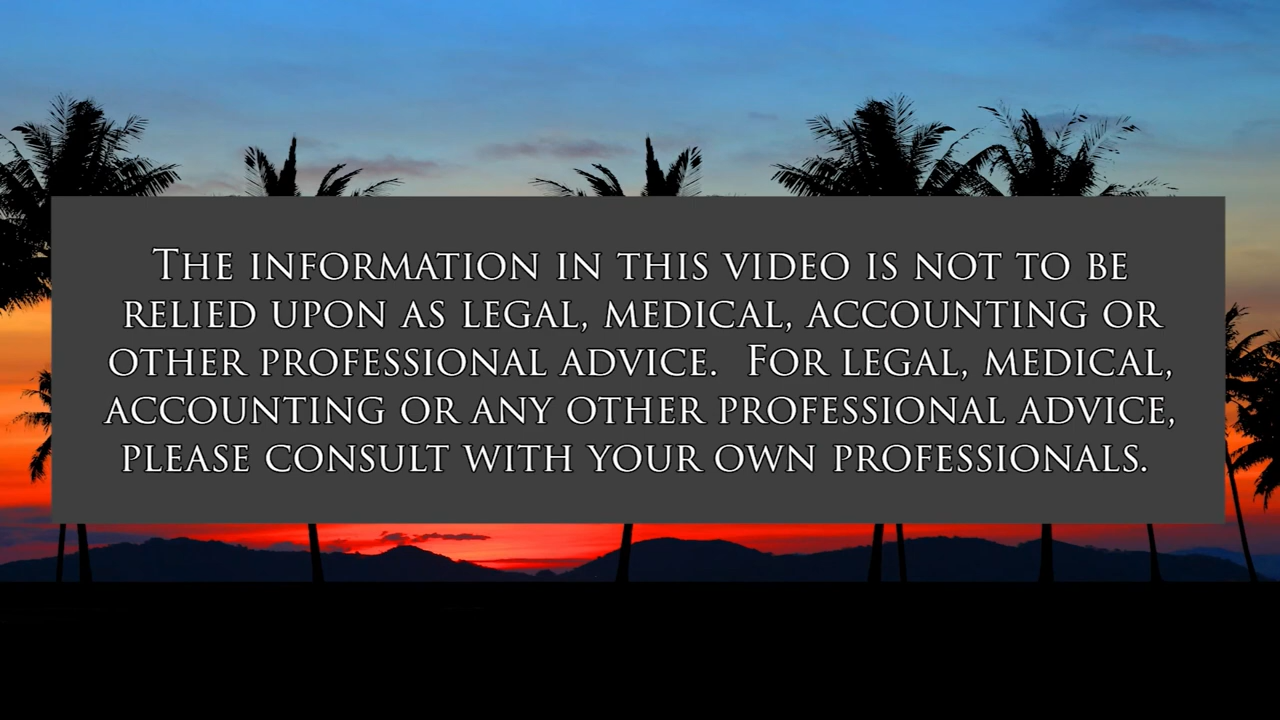 The information in this video is not to be
relied upon as legal, medical, accounting or
other professional advice.  For legal, medical,
accounting or any other professional advice,
please consult with your own professionals.